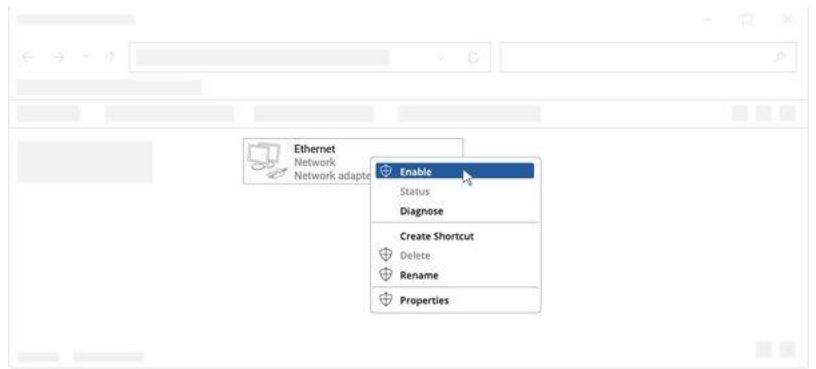 Ethernet
Network
Network adapte
Enable
Status
Diagnose
Create Shortcut
Delete
Rename
Properties